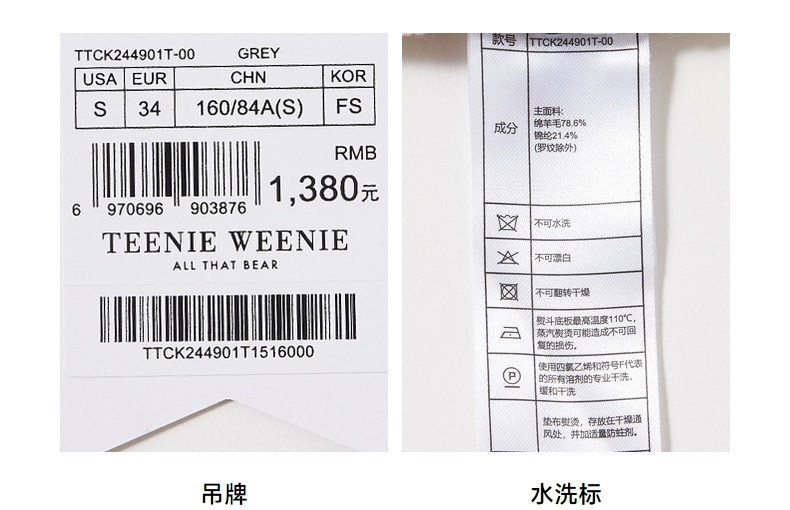 TTCK244901T-00 GREY
USA EUR CHN KOR
S 34 160/84A(S) FS
RMB
1,380元
6 970696 903876
TEENIE WEENIE
ALL THAT BEAR
TTCK244901T1516000
吊牌
款号 TTCK244901T-00
成分
主面料:
绵羊毛78.6%
锦纶21.4%
(罗纹除外)
不可水洗
不可漂白
不可翻转干燥
熨斗底板最高温度110℃,
蒸汽熨烫可能造成不可回
复的损伤。
P
使用四氯乙烯和符号F代表
的所有溶剂的专业干洗,
缓和干洗
垫布熨烫,存放在干燥通
风处,并加适量防蛀剂。
水洗标